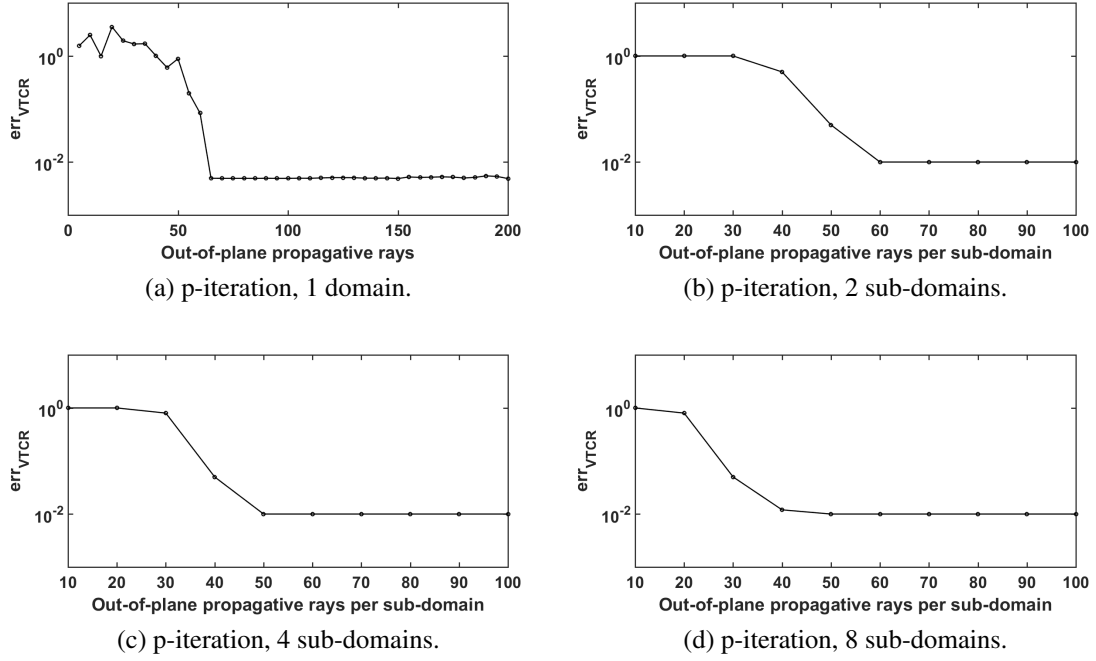 10^0
10^-2
err_VTCR
0 50 100 150 200
Out-of-plane propagative rays
(a) p-iteration, 1 domain.
10^0
10^-2
err_VTCR
10 20 30 40 50 60 70 80 90 100
Out-of-plane propagative rays per sub-domain
(b) p-iteration, 2 sub-domains.
10^0
10^-2
err_VTCR
10 20 30 40 50 60 70 80 90 100
Out-of-plane propagative rays per sub-domain
(c) p-iteration, 4 sub-domains.
10^0
10^-2
err_VTCR
10 20 30 40 50 60 70 80 90 100
Out-of-plane propagative rays per sub-domain
(d) p-iteration, 8 sub-domains.